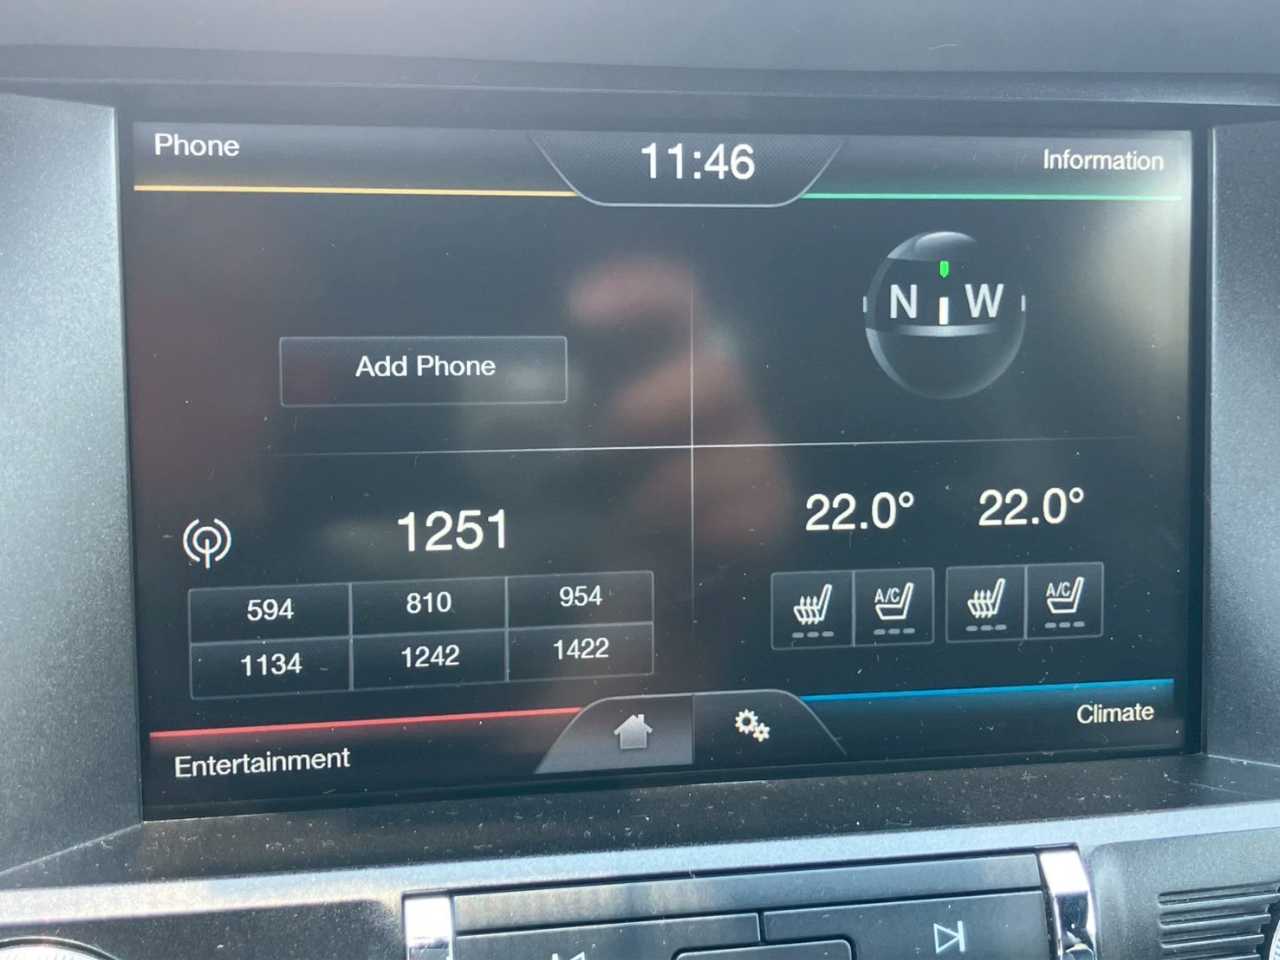 Phone
11:46
Information
N W
Add Phone
1251
22.0° 22.0°
594 810 954
A/C A/C
1134 1242 1422
Climate
Entertainment